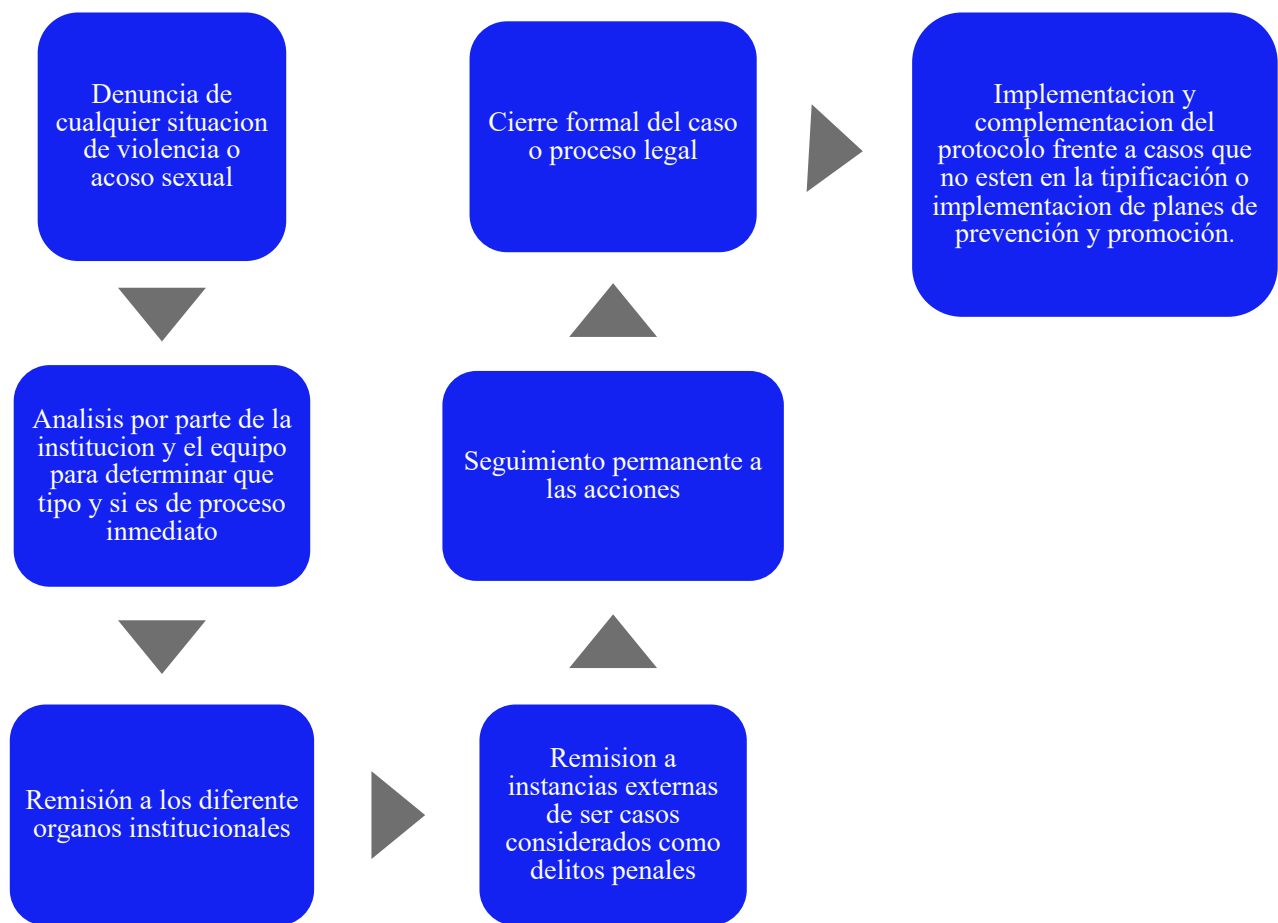 Denuncia de
cualquier situacion
de violencia o
acoso sexual
Analisis por parte de la
institucion y el equipo
para determinar que
tipo y si es de proceso
inmediato
Remisión a los diferente
organos institucionales
Remision a
instancias externas
de ser casos
considerados como
delitos penales
Seguimiento permanente a
las acciones
Cierre formal del caso
o proceso legal
Implementacion y
complementacion del
protocolo frente a casos que
no esten en la tipificación o
implementacion de planes de
prevención y promoción.